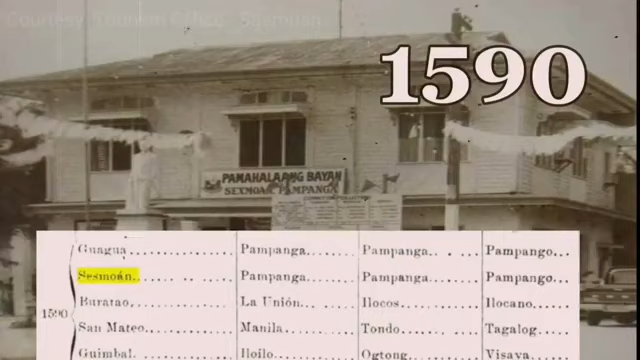 Courtesy: Tourism Office - Sasmuan
1590
PAMAHALAANG BAYAN
SEXMOAN, PAMPANGA
Guagua Pampanga Pampanga Pampango
Sesmoán Pampanga Pampanga Pampango
Buratao La Unión Ilocos Ilocano
1590
San Mateo Manila Tondo Tagalog
Guimbal Iloilo Ogtong Visaya